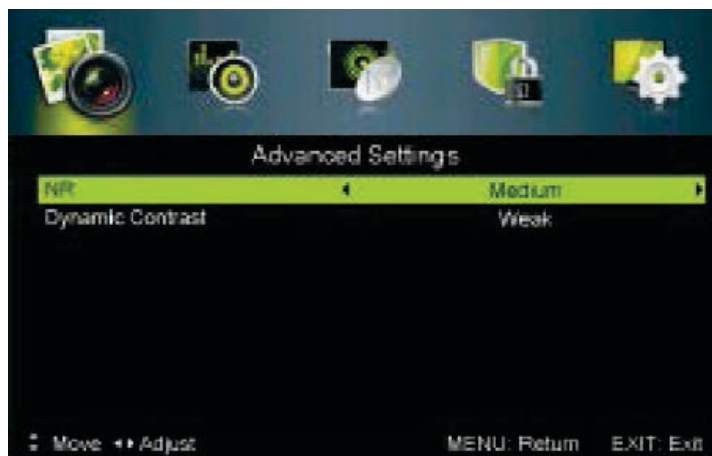 Advanced Settings
NR Medium
Dynamic Contrast Weak
Move Adjust MENU: Return EXIT: Exit